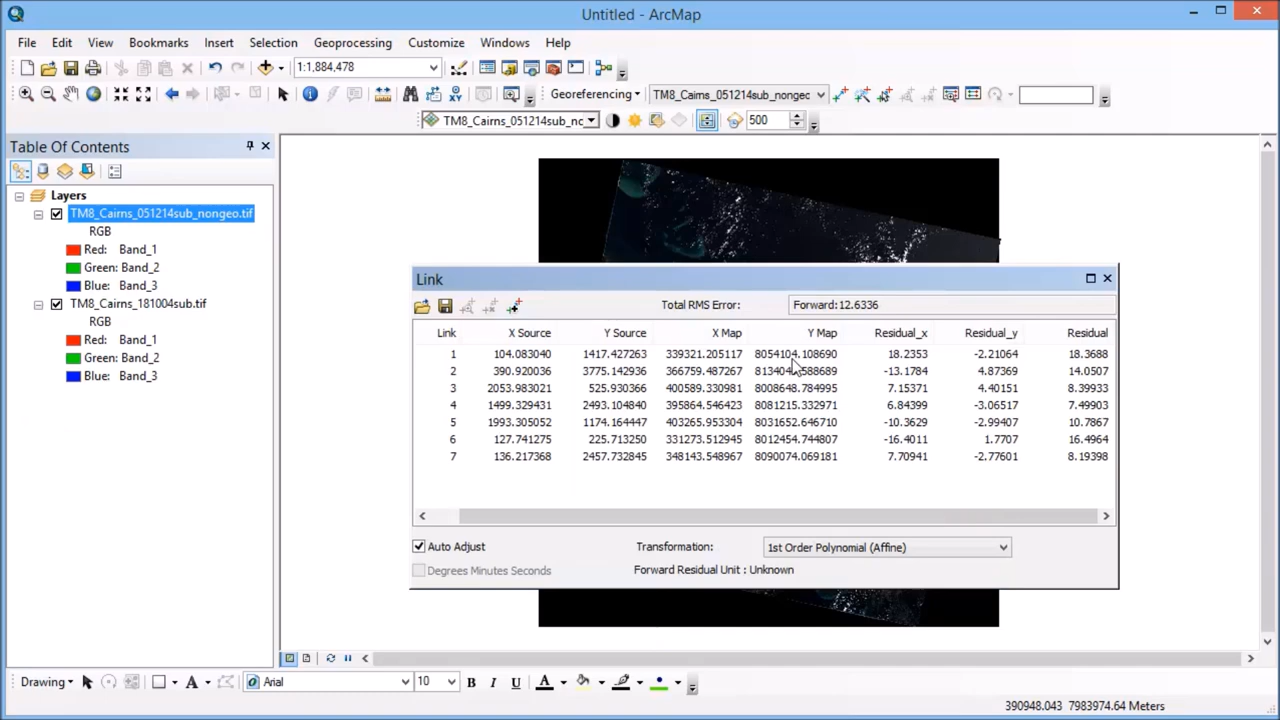 Untitled - ArcMap
File Edit View Bookmarks Insert Selection Geoprocessing Customize Windows Help
1:1,884,478
Georeferencing TM8_Cairns_051214sub_nongec
TM8_Cairns_051214sub_nc 500
Table Of Contents
Layers
TM8_Cairns_051214sub_nongeo.tif
RGB
Red: Band_1
Green: Band_2
Blue: Band_3
TM8_Cairns_181004sub.tif
RGB
Red: Band_1
Green: Band_2
Blue: Band_3
Link
Total RMS Error: Forward:12.6336
Link X Source Y Source X Map Y Map Residual_x Residual_y Residual
1 104.083040 1417.427263 339321.205117 8054104.108690 18.2353 -2.21064 18.3688
2 390.920036 3775.142936 366759.487267 -13.1784 4.87369 14.0507
3 2053.983021 525.930366 400589.330981 8008648.784995 7.15371 4.40151 8.39933
4 1499.329431 2493.104840 395864.546423 8081215.332971 6.84399 -3.06517 7.49903
5 1993.305052 1174.164447 403265.953304 8031652.646710 -10.3629 -2.99407 10.7867
6 127.741275 225.713250 331273.512945 8012454.744807 -16.4011 1.7707 16.4964
7 136.217368 2457.732845 348143.548967 8090074.069181 7.70941 -2.77601 8.19398
Auto Adjust Transformation: 1st Order Polynomial (Affine)
Degrees Minutes Seconds Forward Residual Unit : Unknown
Drawing A Arial 10 B I U A
390948.043 7983974.64 Meters